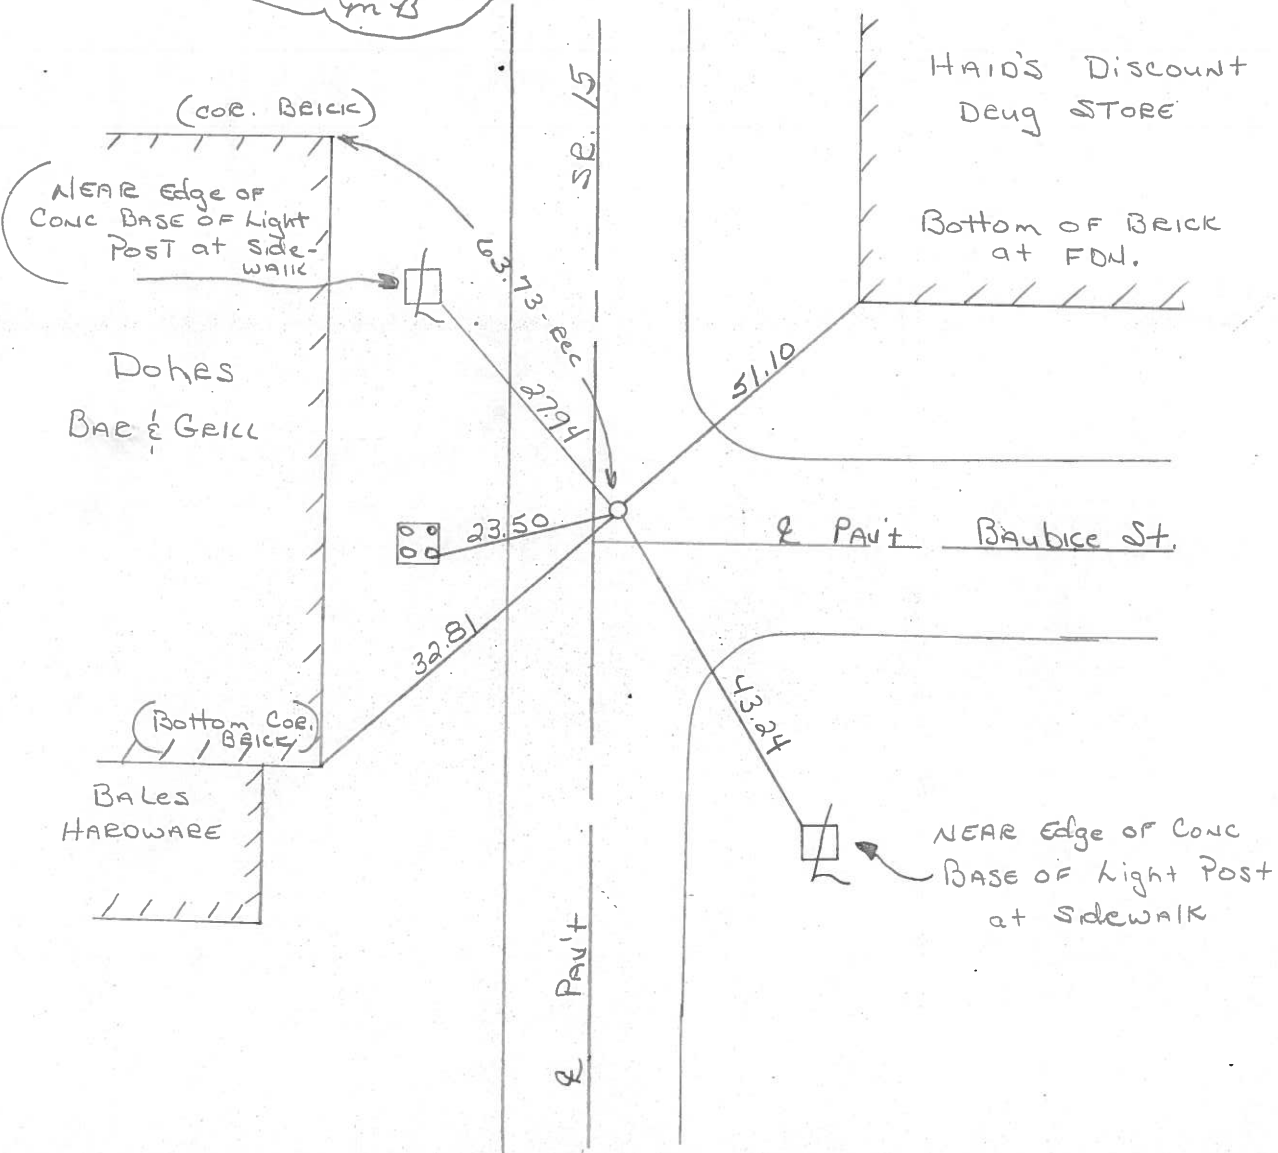 M B
SR. 15
HAID'S DISCOUNT
DRUG STORE
(COR. BRICK)
NEAR Edge OF
CONC BASE OF Light
POST at Side-
WALK
Bottom OF BRICK
at FDN.
63.73-REC
51.10
27.94
Dohes
BAR & GRILL
23.50
℄ PAV't BAUbICE St.
32.81
43.24
(Bottom COR.
BRICK)
BALES
HARDWARE
NEAR Edge OF CONC
BASE OF Light POST
at SIDEWALK
℄ PAV't